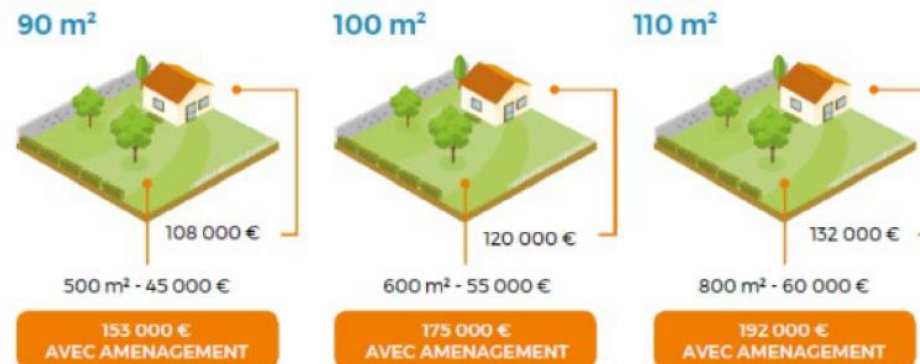 90 m²
108 000 €
500 m² - 45 000 €
153 000 €
AVEC AMENAGEMENT
100 m²
120 000 €
600 m² - 55 000 €
175 000 €
AVEC AMENAGEMENT
110 m²
132 000 €
800 m² - 60 000 €
192 000 €
AVEC AMENAGEMENT